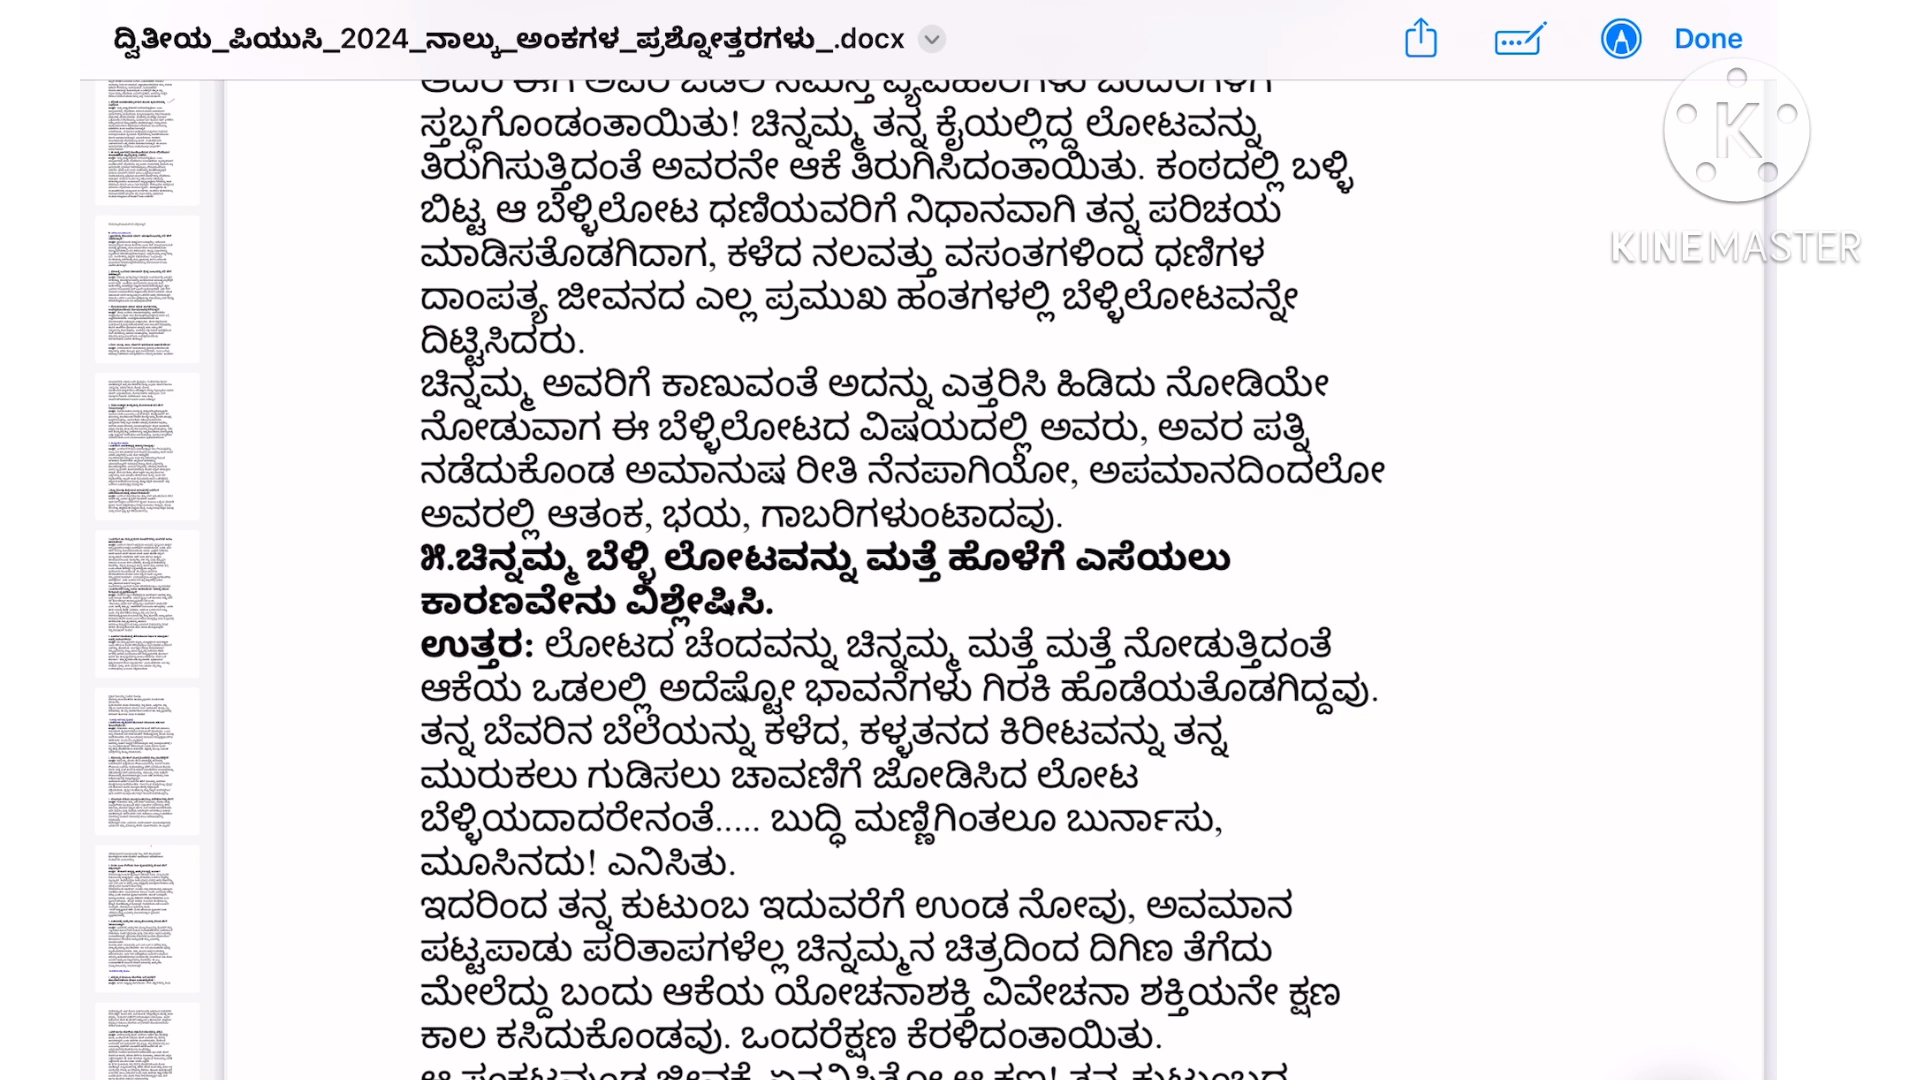 ದ್ವಿತೀಯ_ಪಿಯುಸಿ_2024_ನಾಲ್ಕು_ಅಂಕಗಳ_ಪ್ರಶ್ನೋತ್ತರಗಳು_.docx
Done
ಸ್ತಬ್ಧಗೊಂಡಂತಾಯಿತು! ಚಿನ್ನಮ್ಮ ತನ್ನ ಕೈಯಲ್ಲಿದ್ದ ಲೋಟವನ್ನು
ತಿರುಗಿಸುತ್ತಿದಂತೆ ಅವರನೇ ಆಕೆ ತಿರುಗಿಸಿದಂತಾಯಿತು. ಕಂಠದಲ್ಲಿ ಬಳ್ಳಿ
ಬಿಟ್ಟ ಆ ಬೆಳ್ಳಿಲೋಟ ಧಣಿಯವರಿಗೆ ನಿಧಾನವಾಗಿ ತನ್ನ ಪರಿಚಯ
ಮಾಡಿಸತೊಡಗಿದಾಗ, ಕಳೆದ ನಲವತ್ತು ವಸಂತಗಳಿಂದ ಧಣಿಗಳ
ದಾಂಪತ್ಯ ಜೀವನದ ಎಲ್ಲ ಪ್ರಮುಖ ಹಂತಗಳಲ್ಲಿ ಬೆಳ್ಳಿಲೋಟವನ್ನೇ
ದಿಟ್ಟಿಸಿದರು.
ಚಿನ್ನಮ್ಮ ಅವರಿಗೆ ಕಾಣುವಂತೆ ಅದನ್ನು ಎತ್ತರಿಸಿ ಹಿಡಿದು ನೋಡಿಯೇ
ನೋಡುವಾಗ ಈ ಬೆಳ್ಳಿಲೋಟದ ವಿಷಯದಲ್ಲಿ ಅವರು, ಅವರ ಪತ್ನಿ
ನಡೆದುಕೊಂಡ ಅಮಾನುಷ ರೀತಿ ನೆನಪಾಗಿಯೋ, ಅಪಮಾನದಿಂದಲೋ
ಅವರಲ್ಲಿ ಆತಂಕ, ಭಯ, ಗಾಬರಿಗಳುಂಟಾದವು.
೫.ಚಿನ್ನಮ್ಮ ಬೆಳ್ಳಿ ಲೋಟವನ್ನು ಮತ್ತೆ ಹೊಳೆಗೆ ಎಸೆಯಲು
ಕಾರಣವೇನು ವಿಶ್ಲೇಷಿಸಿ.
ಉತ್ತರ: ಲೋಟದ ಚೆಂದವನ್ನು ಚಿನ್ನಮ್ಮ ಮತ್ತೆ ಮತ್ತೆ ನೋಡುತ್ತಿದಂತೆ
ಆಕೆಯ ಒಡಲಲ್ಲಿ ಅದೆಷ್ಟೋ ಭಾವನೆಗಳು ಗಿರಕಿ ಹೊಡೆಯತೊಡಗಿದ್ದವು.
ತನ್ನ ಬೆವರಿನ ಬೆಲೆಯನ್ನು ಕಳೆದು, ಕಳ್ಳತನದ ಕಿರೀಟವನ್ನು ತನ್ನ
ಮುರುಕಲು ಗುಡಿಸಲು ಚಾವಣಿಗೆ ಜೋಡಿಸಿದ ಲೋಟ
ಬೆಳ್ಳಿಯದಾದರೇನಂತೆ..... ಬುದ್ಧಿ ಮಣ್ಣಿಗಿಂತಲೂ ಬುರ್ನಾಸು,
ಮೂಸಿನದು! ಎನಿಸಿತು.
ಇದರಿಂದ ತನ್ನ ಕುಟುಂಬ ಇದುವರೆಗೆ ಉಂಡ ನೋವು, ಅವಮಾನ
ಪಟ್ಟಪಾಡು ಪರಿತಾಪಗಳೆಲ್ಲ ಚಿನ್ನಮ್ಮನ ಚಿತ್ರದಿಂದ ದಿಗಿಣ ತೆಗೆದು
ಮೇಲೆದ್ದು ಬಂದು ಆಕೆಯ ಯೋಚನಾಶಕ್ತಿ ವಿವೇಚನಾ ಶಕ್ತಿಯನೇ ಕ್ಷಣ
ಕಾಲ ಕಸಿದುಕೊಂಡವು. ಒಂದರೆಕ್ಷಣ ಕೆರಳಿದಂತಾಯಿತು.
K
KINEMASTER